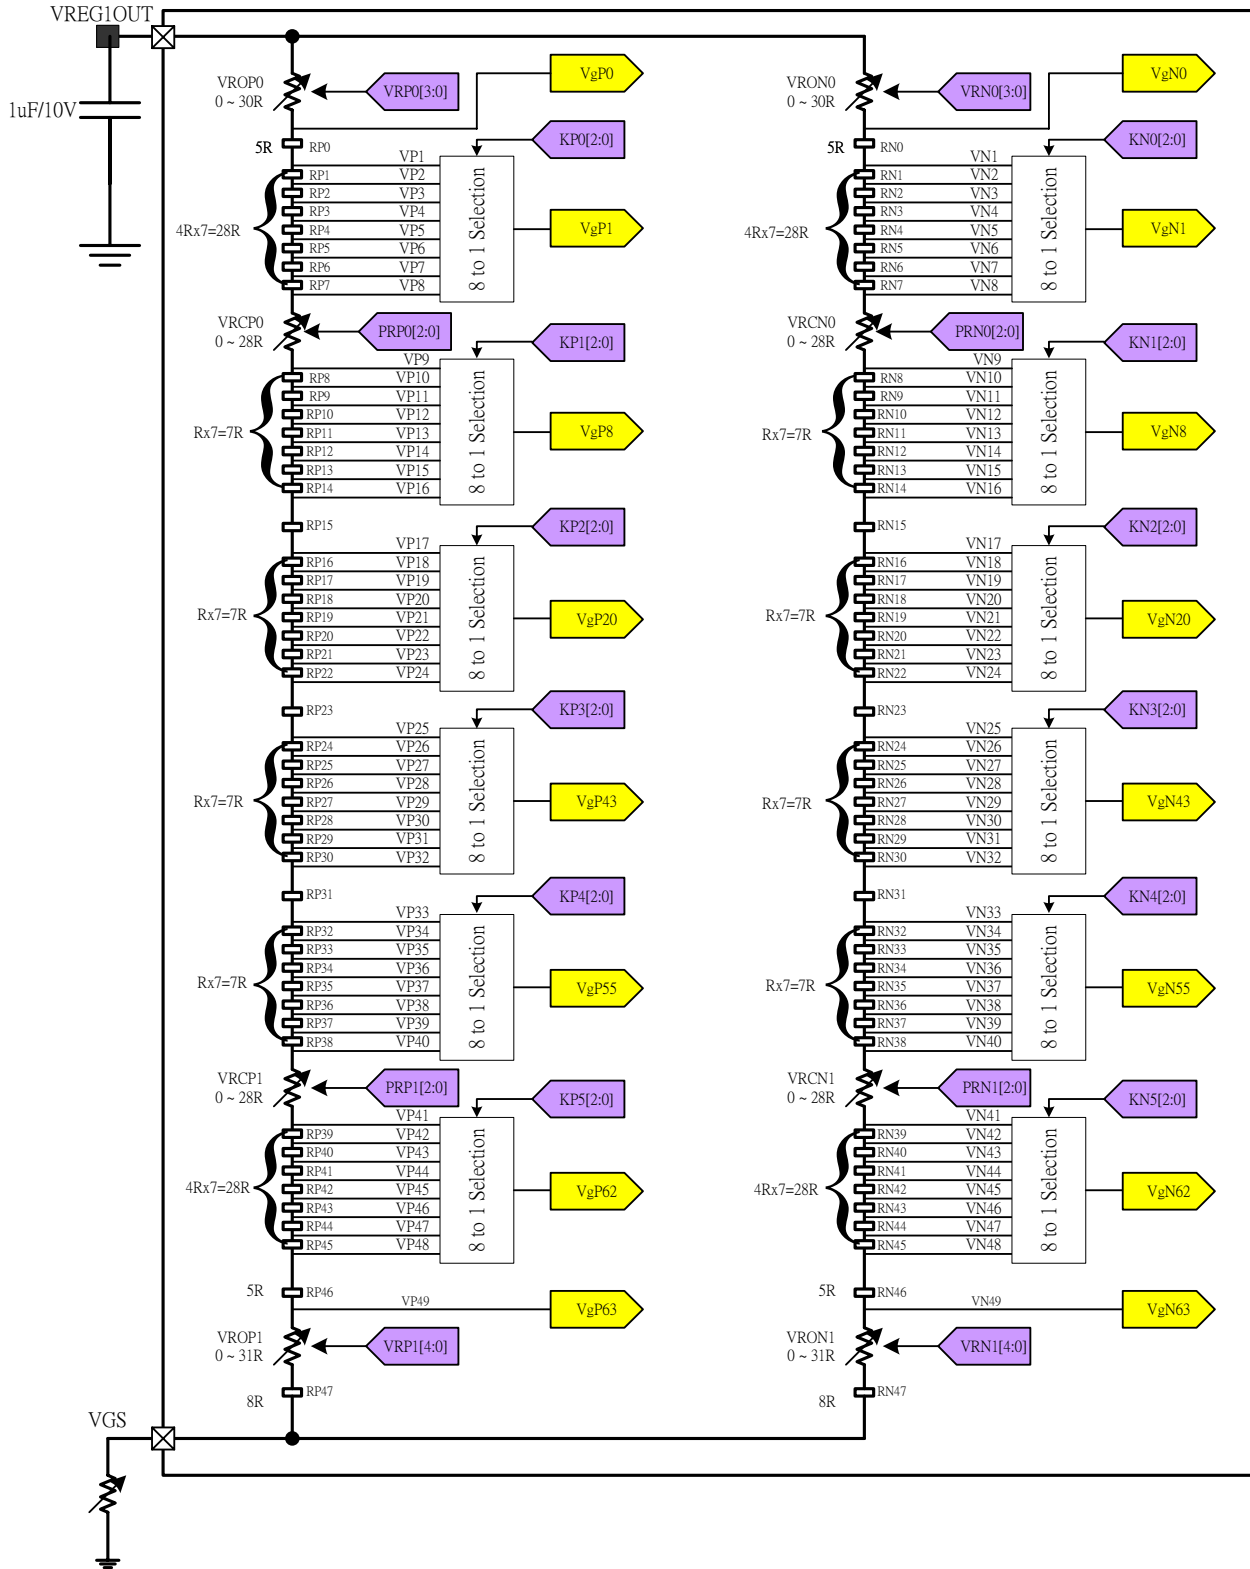 VREG1OUT
1uF/10V
VROP0
0 ~ 30R
VRP0[3:0]
VgP0
5R
RP0
KP0[2:0]
VP1
RP1
VP2
RP2
VP3
RP3
VP4
4Rx7=28R
RP4
VP5
RP5
VP6
RP6
VP7
RP7
VP8
8 to 1 Selection
VgP1
VRCP0
0 ~ 28R
PRP0[2:0]
KP1[2:0]
VP9
RP8
VP10
RP9
VP11
RP10
VP12
Rx7=7R
RP11
VP13
RP12
VP14
RP13
VP15
RP14
VP16
8 to 1 Selection
VgP8
RP15
KP2[2:0]
VP17
RP16
VP18
RP17
VP19
RP18
VP20
Rx7=7R
RP19
VP21
RP20
VP22
RP21
VP23
RP22
VP24
8 to 1 Selection
VgP20
RP23
KP3[2:0]
VP25
RP24
VP26
RP25
VP27
RP26
VP28
Rx7=7R
RP27
VP29
RP28
VP30
RP29
VP31
RP30
VP32
8 to 1 Selection
VgP43
RP31
KP4[2:0]
VP33
RP32
VP34
RP33
VP35
RP34
VP36
Rx7=7R
RP35
VP37
RP36
VP38
RP37
VP39
RP38
VP40
8 to 1 Selection
VgP55
VRCP1
0 ~ 28R
PRP1[2:0]
KP5[2:0]
VP41
RP39
VP42
RP40
VP43
RP41
VP44
4Rx7=28R
RP42
VP45
RP43
VP46
RP44
VP47
RP45
VP48
8 to 1 Selection
VgP62
5R
RP46
VP49
VgP63
VROP1
0 ~ 31R
VRP1[4:0]
8R
RP47
VGS
VRON0
0 ~ 30R
VRN0[3:0]
VgN0
5R
RN0
KN0[2:0]
VN1
RN1
VN2
RN2
VN3
RN3
VN4
4Rx7=28R
RN4
VN5
RN5
VN6
RN6
VN7
RN7
VN8
8 to 1 Selection
VgN1
VRCN0
0 ~ 28R
PRN0[2:0]
KN1[2:0]
VN9
RN8
VN10
RN9
VN11
RN10
VN12
Rx7=7R
RN11
VN13
RN12
VN14
RN13
VN15
RN14
VN16
8 to 1 Selection
VgN8
RN15
KN2[2:0]
VN17
RN16
VN18
RN17
VN19
RN18
VN20
Rx7=7R
RN19
VN21
RN20
VN22
RN21
VN23
RN22
VN24
8 to 1 Selection
VgN20
RN23
KN3[2:0]
VN25
RN24
VN26
RN25
VN27
RN26
VN28
Rx7=7R
RN27
VN29
RN28
VN30
RN29
VN31
RN30
VN32
8 to 1 Selection
VgN43
RN31
KN4[2:0]
VN33
RN32
VN34
RN33
VN35
RN34
VN36
Rx7=7R
RN35
VN37
RN36
VN38
RN37
VN39
RN38
VN40
8 to 1 Selection
VgN55
VRCN1
0 ~ 28R
PRN1[2:0]
KN5[2:0]
VN41
RN39
VN42
RN40
VN43
RN41
VN44
4Rx7=28R
RN42
VN45
RN43
VN46
RN44
VN47
RN45
VN48
8 to 1 Selection
VgN62
5R
RN46
VN49
VgN63
VRON1
0 ~ 31R
VRN1[4:0]
8R
RN47